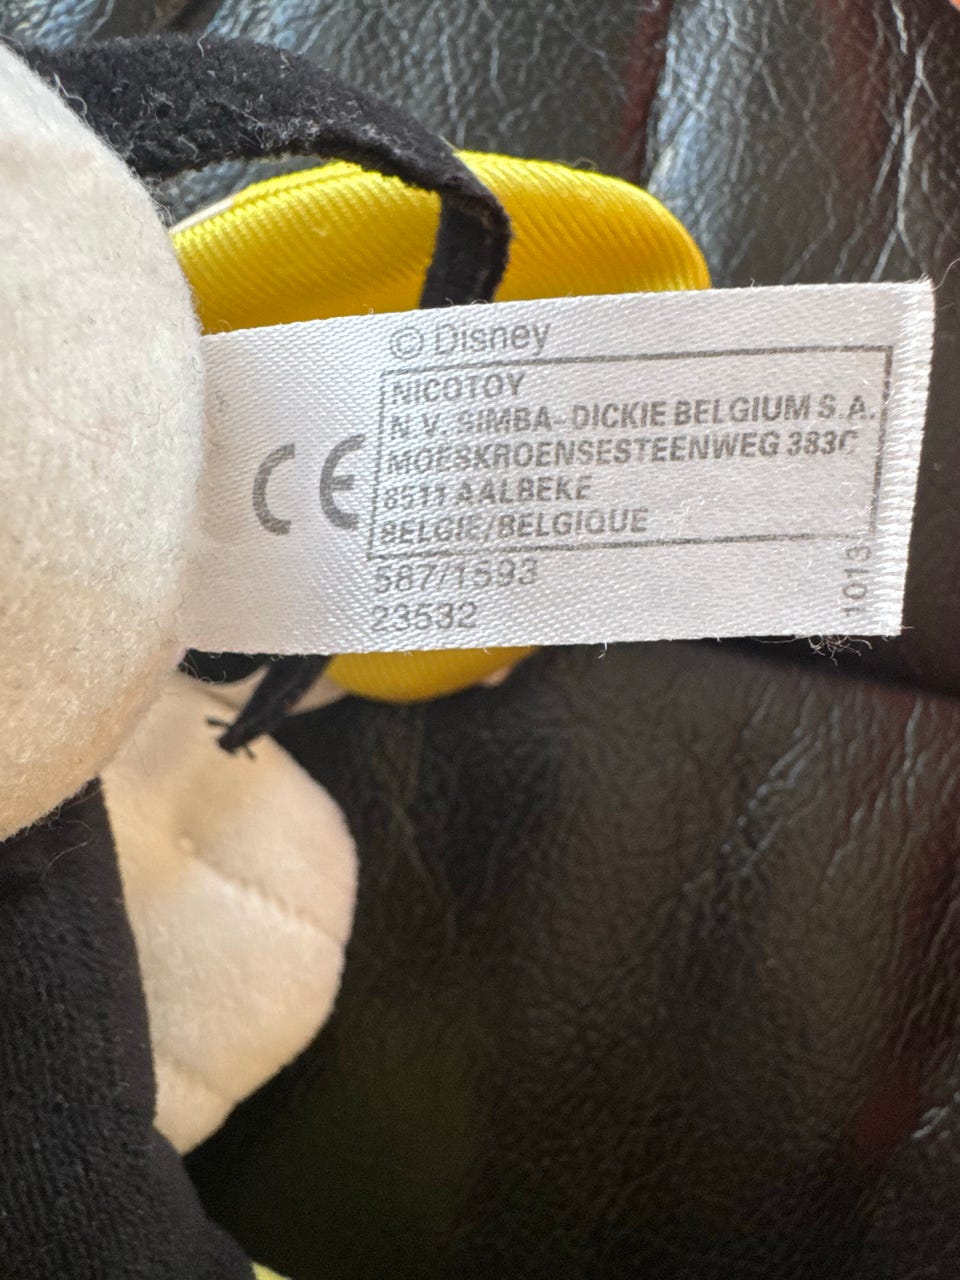 © Disney
NICOTOY
N.V. SIMBA-DICKIE BELGIUM S.A.
MOESKROENSESTEENWEG 383C
8511 AALBEKE
BELGIE/BELGIQUE
CE
587/1593
23532
1013